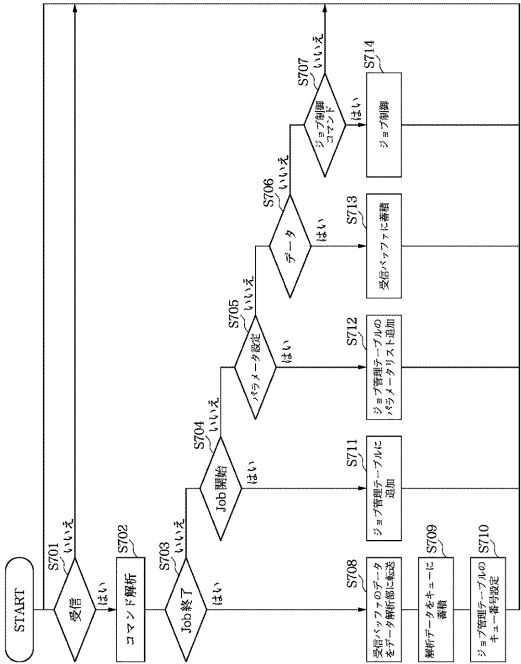 START
S701
受信
いいえ
はい
S702
コマンド解析
S703
Job 終了
いいえ
はい
S704
Job 開始
いいえ
はい
S705
パラメータ設定
いいえ
はい
S706
データ
いいえ
はい
S707
ジョブ制御
コマンド
いいえ
はい
S708
受信バッファのデータ
をデータ解析部に転送
S709
解析データをキューに
蓄積
S710
ジョブ管理テーブルの
キュー番号設定
S711
ジョブ管理テーブルに
追加
S712
ジョブ管理テーブルの
パラメータリスト追加
S713
受信バッファに蓄積
S714
ジョブ制御